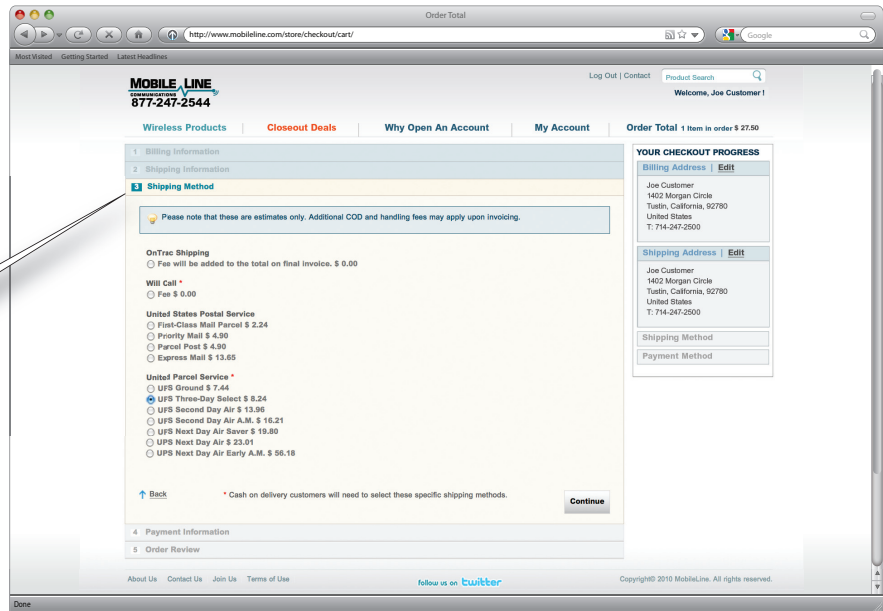 Order Total
http://www.mobileline.com/store/checkout/cart/
Google
Most Visited Getting Started Latest Headlines
MOBILE LINE
COMMUNICATIONS
877-247-2544
Log Out | Contact
Product Search
Welcome, Joe Customer !
Wireless Products
Closeout Deals
Why Open An Account
My Account
Order Total 1 Item in order $ 27.50
1 Billing Information
2 Shipping Information
3 Shipping Method
Please note that these are estimates only. Additional COD and handling fees may apply upon invoicing.
OnTrac Shipping
Fee will be added to the total on final invoice. $ 0.00
Will Call *
Fee $ 0.00
United States Postal Service
First-Class Mail Parcel $ 2.24
Priority Mail $ 4.90
Parcel Post $ 4.90
Express Mail $ 13.65
United Parcel Service *
UFS Ground $ 7.44
UFS Three-Day Select $ 8.24
UFS Second Day Air $ 13.96
UFS Second Day Air A.M. $ 16.21
UFS Next Day Air Saver $ 19.80
UPS Next Day Air $ 23.01
UPS Next Day Air Early A.M. $ 56.18
Back
* Cash on delivery customers will need to select these specific shipping methods.
Continue
4 Payment Information
5 Order Review
YOUR CHECKOUT PROGRESS
Billing Address | Edit
Joe Customer
1402 Morgan Circle
Tustin, California, 92780
United States
T: 714-247-2500
Shipping Address | Edit
Joe Customer
1402 Morgan Circle
Tustin, California, 92780
United States
T: 714-247-2500
Shipping Method
Payment Method
About Us Contact Us Join Us Terms of Use
follow us on twitter
Copyright© 2010 MobileLine. All rights reserved.
Done